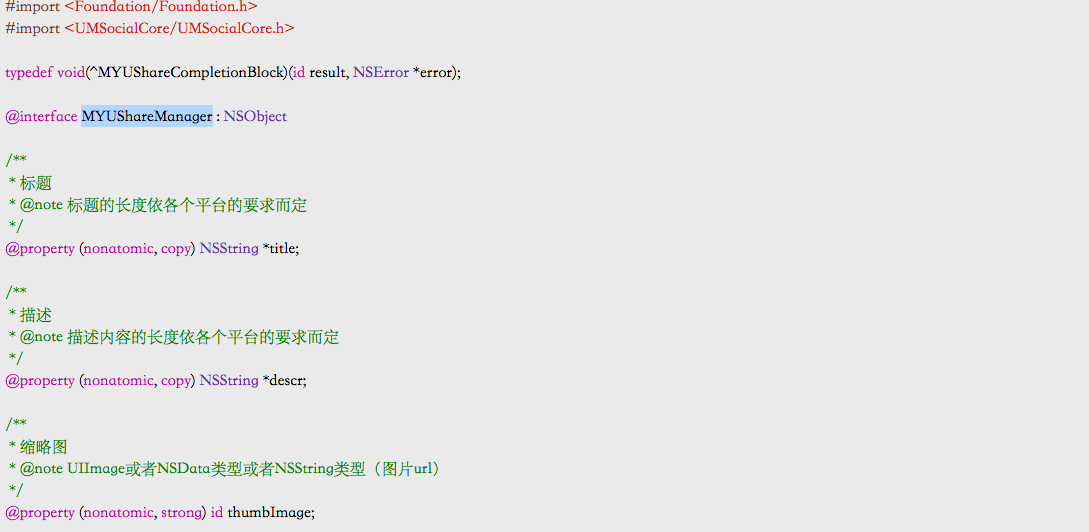 #import <Foundation/Foundation.h>
#import <UMSocialCore/UMSocialCore.h>
typedef void(^MYUShareCompletionBlock)(id result, NSError *error);
@interface MYUShareManager : NSObject
/**
* 标题
* @note 标题的长度依各个平台的要求而定
*/
@property (nonatomic, copy) NSString *title;
/**
* 描述
* @note 描述内容的长度依各个平台的要求而定
*/
@property (nonatomic, copy) NSString *descr;
/**
* 缩略图
* @note UIImage或者NSData类型或者NSString类型（图片url）
*/
@property (nonatomic, strong) id thumbImage;